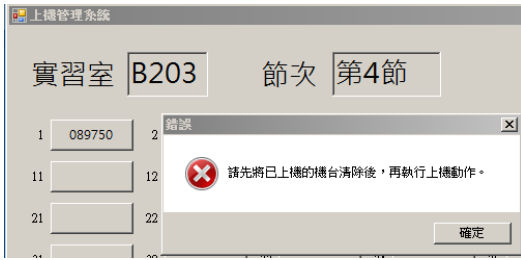 上機管理系統
實習室 B203 節次 第4節
1 089750 2
錯誤
請先將已上機的機台清除後，再執行上機動作。
11 12
21 22
確定